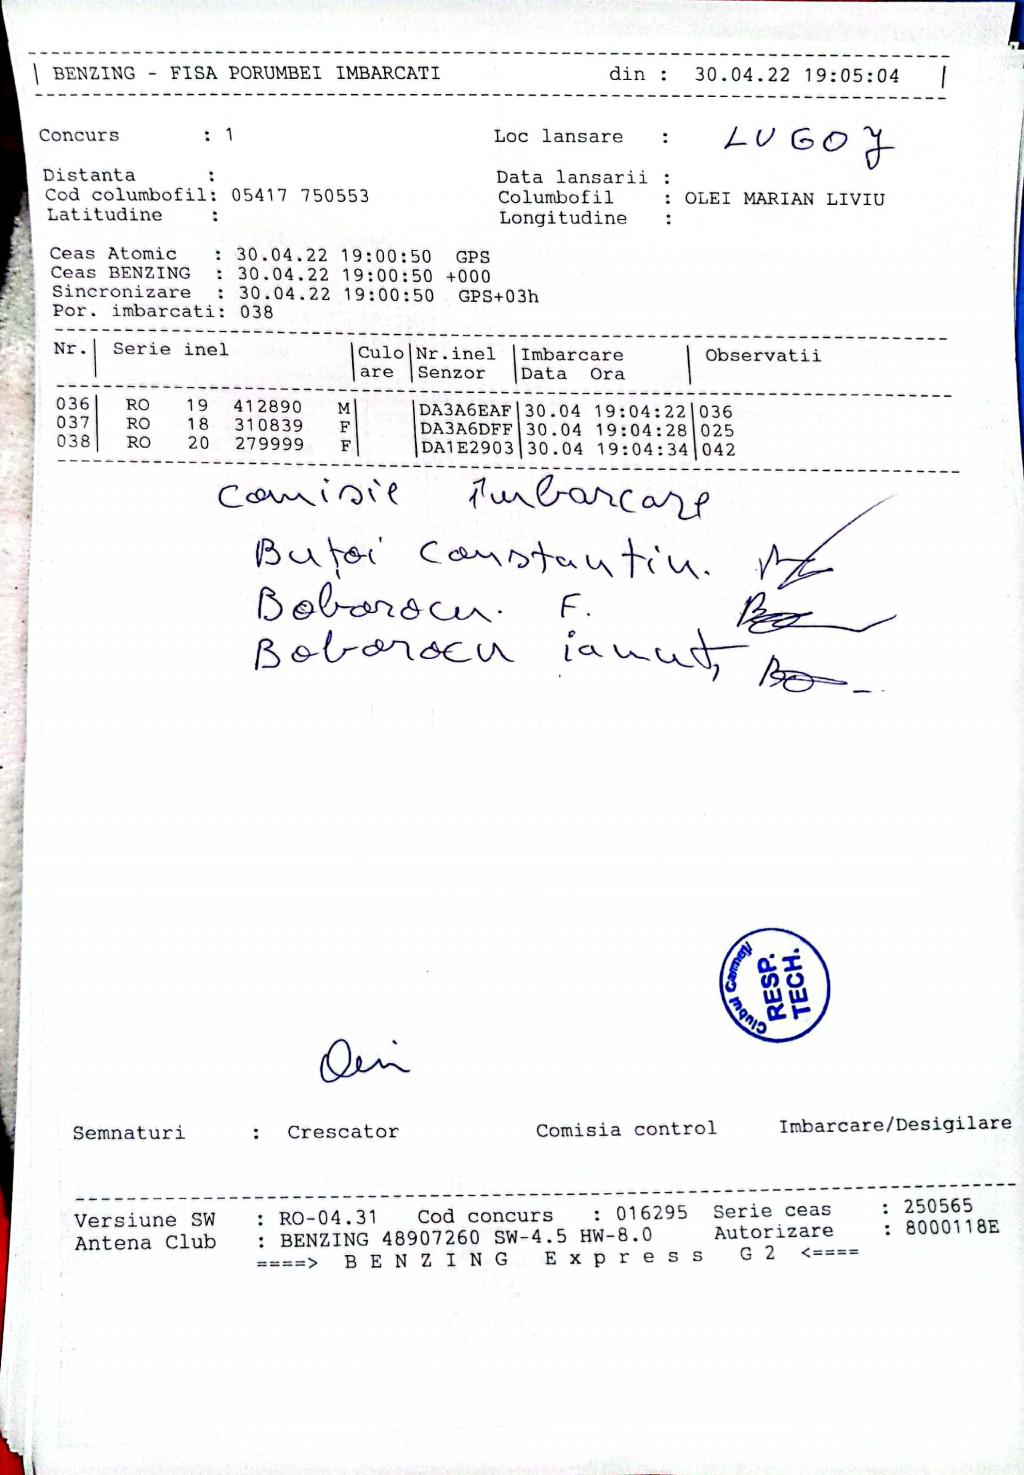 BENZING - FISA PORUMBEI IMBARCATI din : 30.04.22 19:05:04
Concurs : 1 Loc lansare : LUGOJ
Distanta : Data lansarii :
Cod columbofil: 05417 750553 Columbofil : OLEI MARIAN LIVIU
Latitudine : Longitudine :
Ceas Atomic : 30.04.22 19:00:50 GPS
Ceas BENZING : 30.04.22 19:00:50 +000
Sincronizare : 30.04.22 19:00:50 GPS+03h
Por. imbarcati: 038
Nr.| Serie inel |Culo|Nr.inel |Imbarcare | Observatii
| |are |Senzor |Data Ora |
036| RO 19 412890 M| |DA3A6EAF|30.04 19:04:22|036
037| RO 18 310839 F| |DA3A6DFF|30.04 19:04:28|025
038| RO 20 279999 F| |DA1E2903|30.04 19:04:34|042
Comisie Imbarcare
Buțoi Constantin.
Boborocu. F.
Boborocu ianuț
Clubul
RESP.
TECH.
Semnaturi : Crescator Comisia control Imbarcare/Desigilare
Versiune SW : RO-04.31 Cod concurs : 016295 Serie ceas : 250565
Antena Club : BENZING 48907260 SW-4.5 HW-8.0 Autorizare : 8000118E
====> B E N Z I N G E x p r e s s G 2 <====